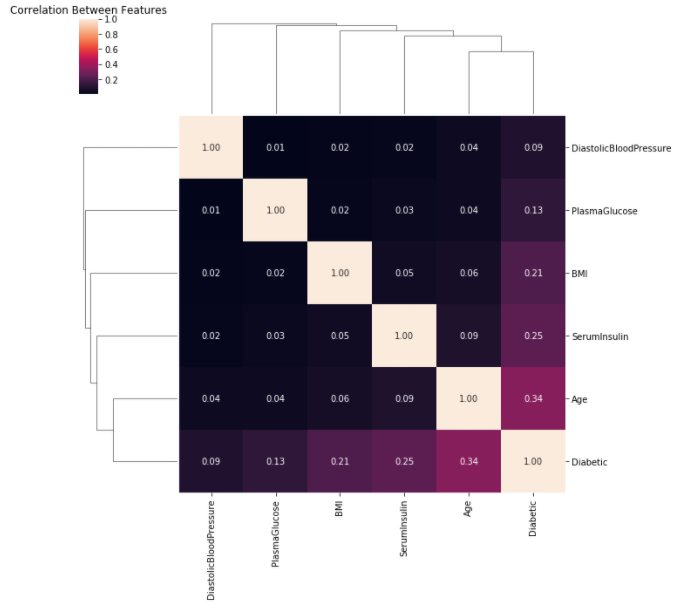 Correlation Between Features
1.0
0.8
0.6
0.4
0.2
1.00 0.01 0.02 0.02 0.04 0.09 DiastolicBloodPressure
0.01 1.00 0.02 0.03 0.04 0.13 PlasmaGlucose
0.02 0.02 1.00 0.05 0.06 0.21 BMI
0.02 0.03 0.05 1.00 0.09 0.25 SerumInsulin
0.04 0.04 0.06 0.09 1.00 0.34 Age
0.09 0.13 0.21 0.25 0.34 1.00 Diabetic
DiastolicBloodPressure
PlasmaGlucose
BMI
SerumInsulin
Age
Diabetic